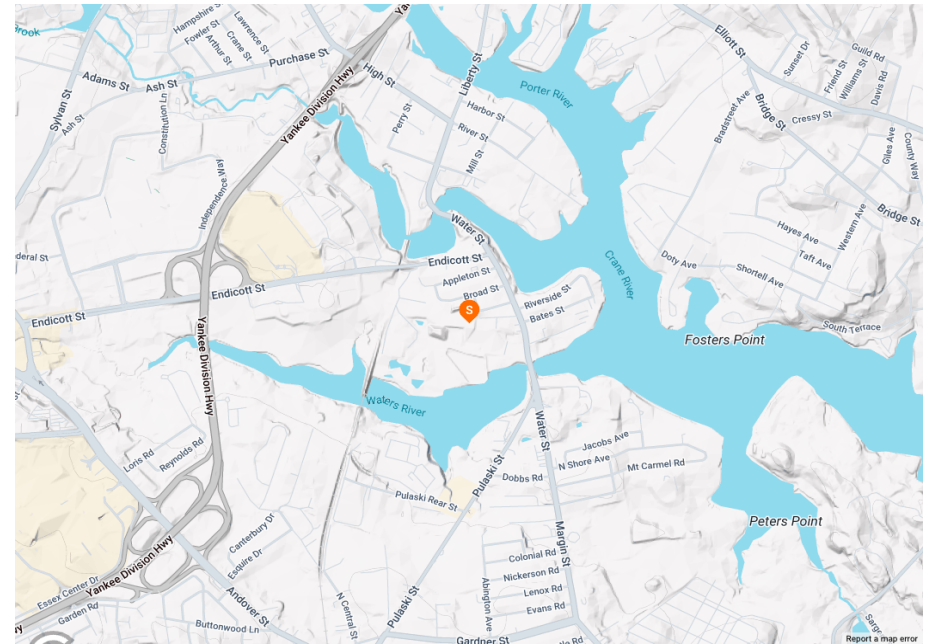 Hampshire St
Lawrence St
Fowler St
Crane St
Arthur St
Purchase St
Adams St
Ash St
Sylvan St
Ash St
Constitution Ln
Yankee Division Hwy
High St
Perry St
Liberty St
Harbor St
River St
Mill St
Porter River
Elliott St
Sunset Dr
Guild Rd
Friend St
Williams St
Davis Rd
Bradstreet Ave
Bridge St
Cressy St
Giles Ave
County Way
Bridge St
Independence Way
Water St
Endicott St
Appleton St
Broad St
Riverside St
Bates St
S
Crane River
Hayes Ave
Western Ave
Taft Ave
Doty Ave
Shortell Ave
South Terrace
Fosters Point
Endicott St
Endicott St
Yankee Division Hwy
Waters River
Water St
Loris Rd
Reynolds Rd
Jacobs Ave
N Shore Ave
Mt Carmel Rd
Dobbs Rd
Pulaski St
Pulaski Rear St
Peters Point
Canterbury Dr
Esquire Dr
Margin St
Yankee Division Hwy
Essex Center Dr
Garden Rd
Andover St
Buttonwood Ln
N Central St
Pulaski St
Abington Ave
Colonial Rd
Nickerson Rd
Lenox Rd
Evans Rd
Gardner St
Report a map error